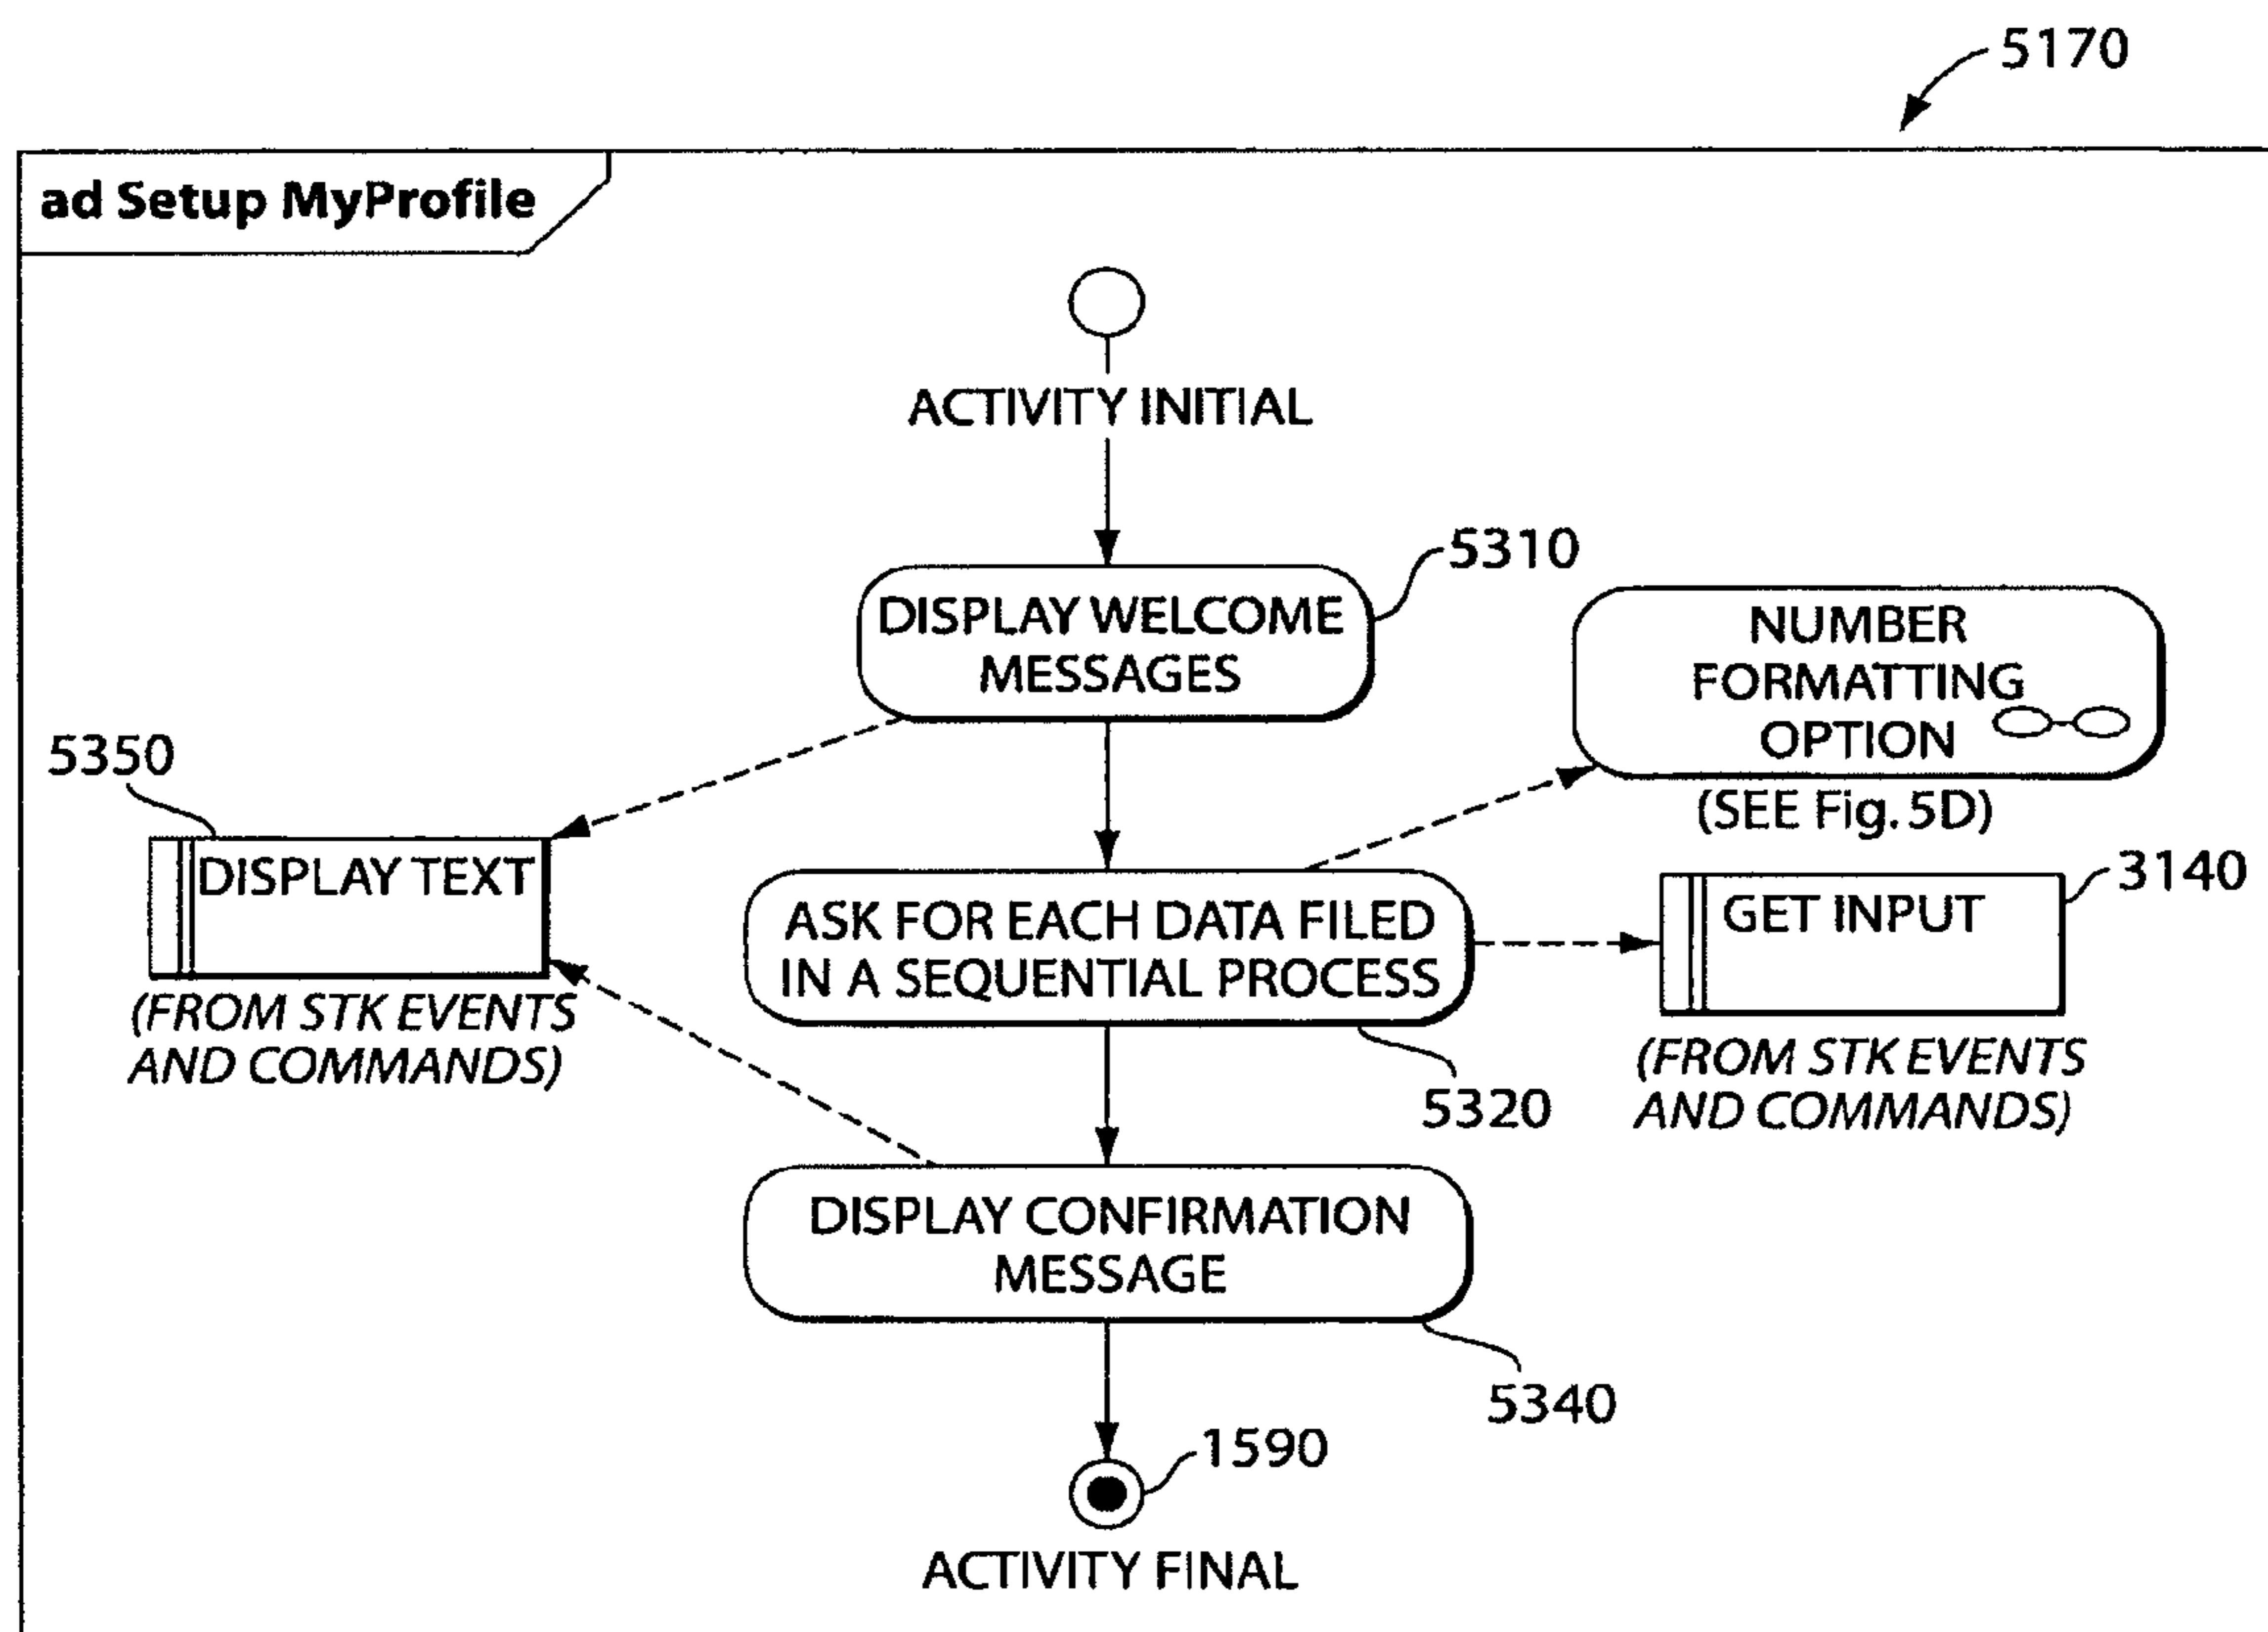 5170
ad Setup MyProfile
ACTIVITY INITIAL
5310
DISPLAY WELCOME
MESSAGES
NUMBER
FORMATTING
OPTION
(SEE Fig. 5D)
5350
DISPLAY TEXT
(FROM STK EVENTS
AND COMMANDS)
ASK FOR EACH DATA FILED
IN A SEQUENTIAL PROCESS
5320
3140
GET INPUT
(FROM STK EVENTS
AND COMMANDS)
DISPLAY CONFIRMATION
MESSAGE
5340
1590
ACTIVITY FINAL